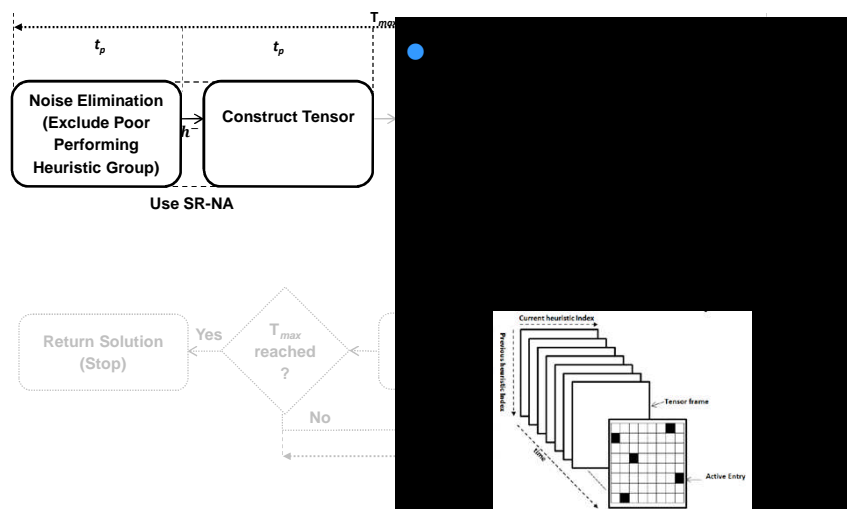 T max
t p
t p
Noise Elimination
(Exclude Poor
Performing
Heuristic Group)
h−
Construct Tensor
Use SR-NA
Return Solution
(Stop)
Yes
T max
reached
?
No
Current heuristic Index
Previous heuristic Index
Tensor frame
time
Active Entry